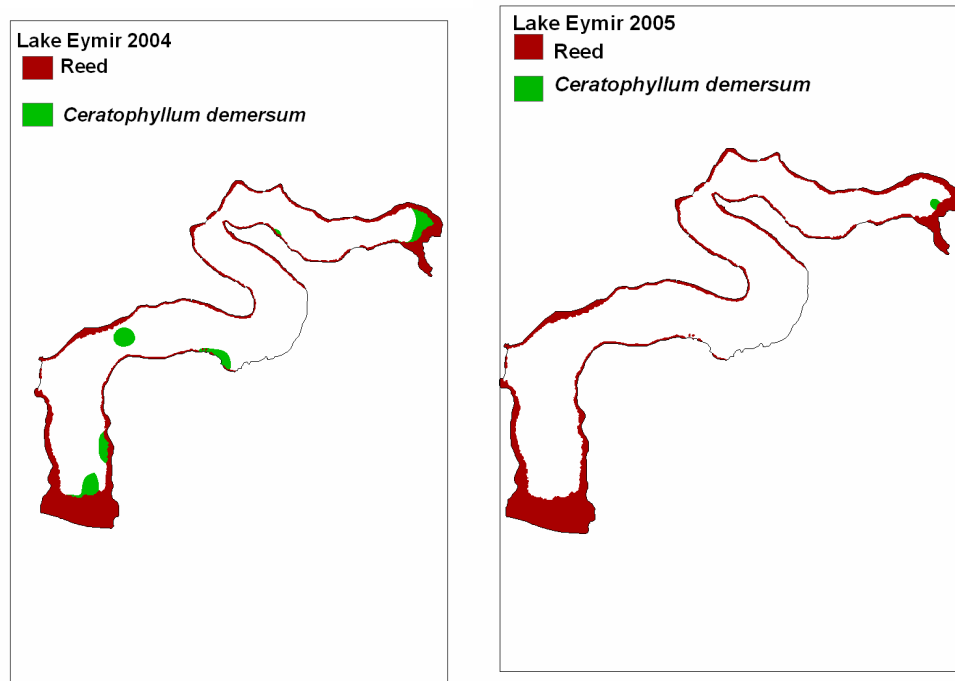 Lake Eymir 2004
Reed
Ceratophyllum demersum
Lake Eymir 2005
Reed
Ceratophyllum demersum